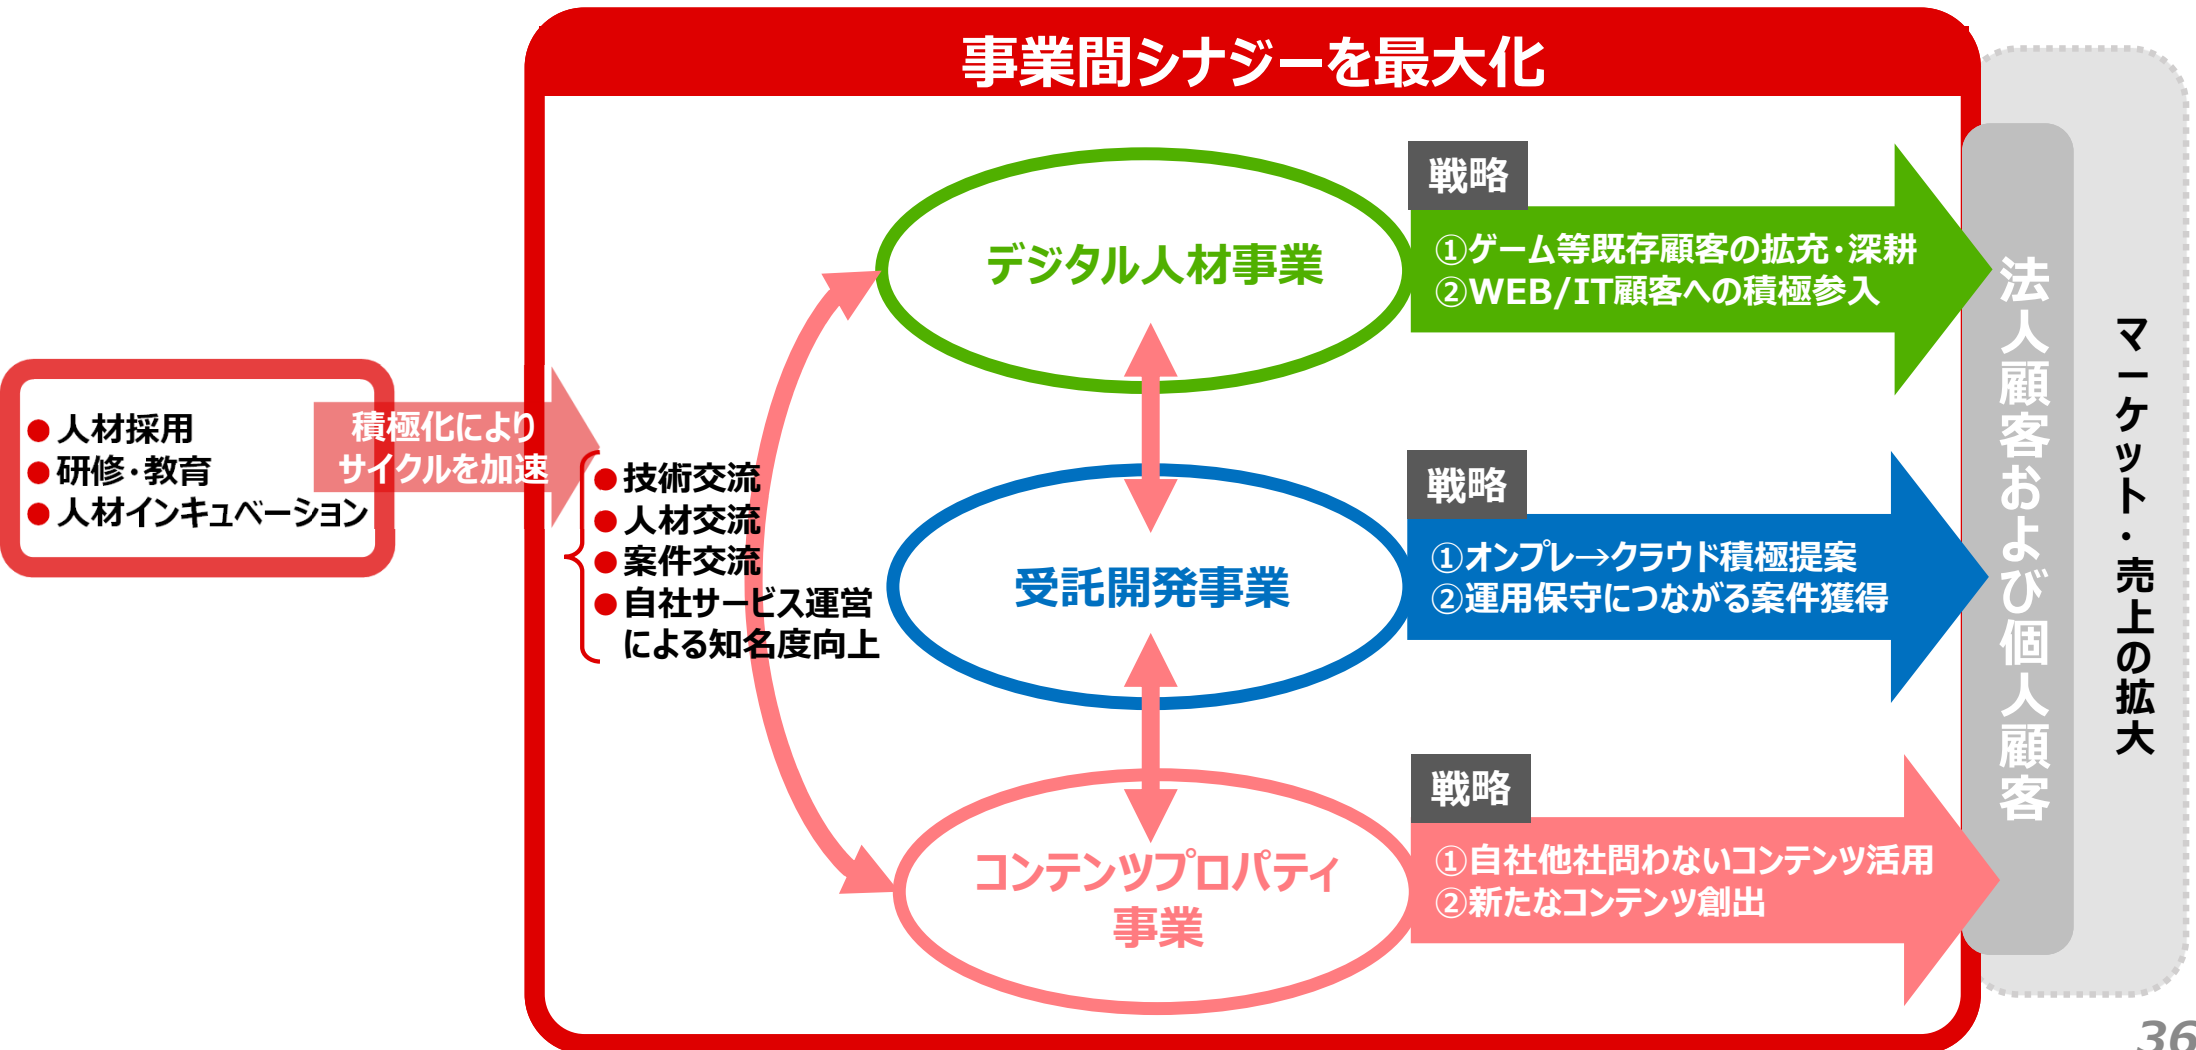 事業間シナジーを最大化
●人材採用
●研修・教育
●人材インキュベーション
積極化により
サイクルを加速
●技術交流
●人材交流
●案件交流
●自社サービス運営
による知名度向上
デジタル人材事業
戦略
①ゲーム等既存顧客の拡充・深耕
②WEB/IT顧客への積極参入
受託開発事業
戦略
①オンプレ→クラウド積極提案
②運用保守につながる案件獲得
コンテンツプロパティ
事業
戦略
①自社他社問わないコンテンツ活用
②新たなコンテンツ創出
法人顧客および個人顧客
マーケット・売上の拡大
36